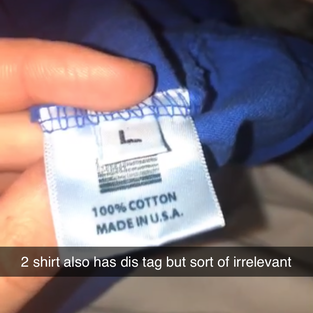 L
100% COTTON
MADE IN U.S.A.
2 shirt also has dis tag but sort of irrelevant